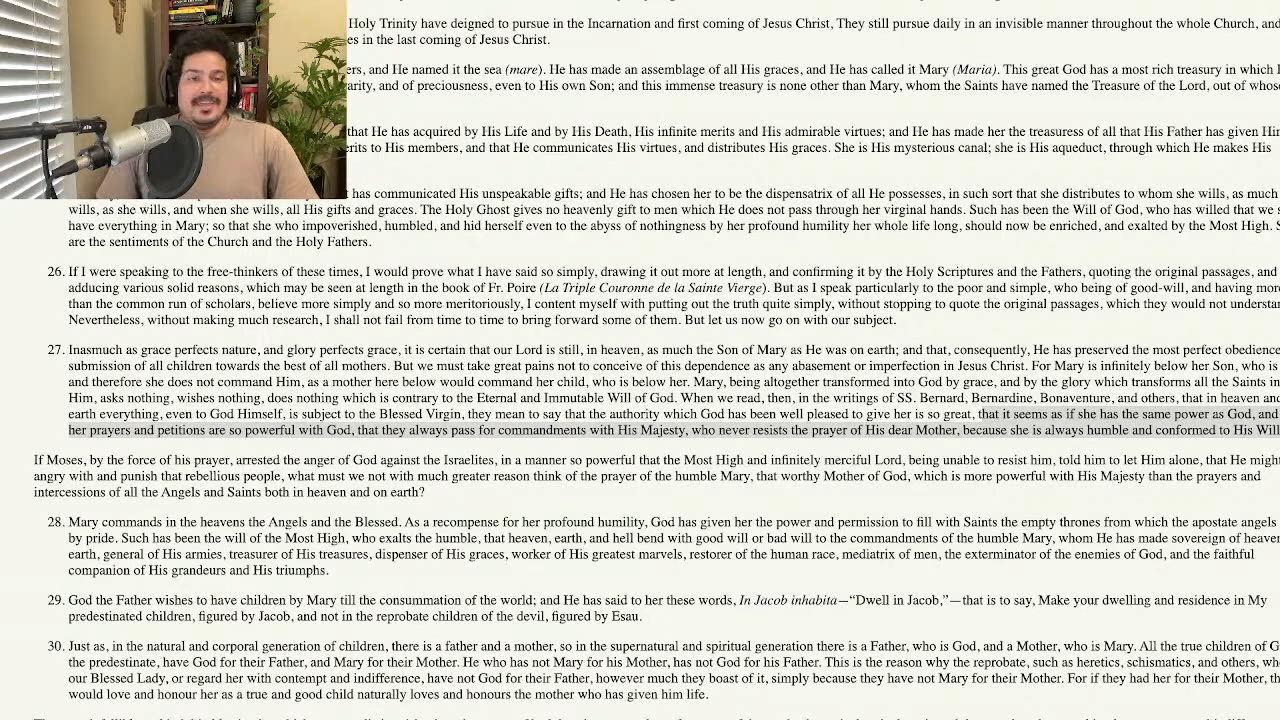 Holy Trinity have deigned to pursue in the Incarnation and first coming of Jesus Christ, They still pursue daily in an invisible manner throughout the whole Church, and
es in the last coming of Jesus Christ.
ers, and He named it the sea (mare). He has made an assemblage of all His graces, and He has called it Mary (Maria). This great God has a most rich treasury in which
arity, and of preciousness, even to His own Son; and this immense treasury is none other than Mary, whom the Saints have named the Treasure of the Lord, out of whose
that He has acquired by His Life and by His Death, His infinite merits and His admirable virtues; and He has made her the treasuress of all that His Father has given Hi
erits to His members, and that He communicates His virtues, and distributes His graces. She is His mysterious canal; she is His aqueduct, through which He makes His
has communicated His unspeakable gifts; and He has chosen her to be the dispensatrix of all He possesses, in such sort that she distributes to whom she wills, as much
wills, as she wills, and when she wills, all His gifts and graces. The Holy Ghost gives no heavenly gift to men which He does not pass through her virginal hands. Such has been the Will of God, who has willed that we s
have everything in Mary; so that she who impoverished, humbled, and hid herself even to the abyss of nothingness by her profound humility her whole life long, should now be enriched, and exalted by the Most High. S
are the sentiments of the Church and the Holy Fathers.
26. If I were speaking to the free-thinkers of these times, I would prove what I have said so simply, drawing it out more at length, and confirming it by the Holy Scriptures and the Fathers, quoting the original passages, and
adducing various solid reasons, which may be seen at length in the book of Fr. Poire (La Triple Couronne de la Sainte Vierge). But as I speak particularly to the poor and simple, who being of good-will, and having more
than the common run of scholars, believe more simply and so more meritoriously, I content myself with putting out the truth quite simply, without stopping to quote the original passages, which they would not understan
Nevertheless, without making much research, I shall not fail from time to time to bring forward some of them. But let us now go on with our subject.
27. Inasmuch as grace perfects nature, and glory perfects grace, it is certain that our Lord is still, in heaven, as much the Son of Mary as He was on earth; and that, consequently, He has preserved the most perfect obedience
submission of all children towards the best of all mothers. But we must take great pains not to conceive of this dependence as any abasement or imperfection in Jesus Christ. For Mary is infinitely below her Son, who is
and therefore she does not command Him, as a mother here below would command her child, who is below her. Mary, being altogether transformed into God by grace, and by the glory which transforms all the Saints in
Him, asks nothing, wishes nothing, does nothing which is contrary to the Eternal and Immutable Will of God. When we read, then, in the writings of SS. Bernard, Bernardine, Bonaventure, and others, that in heaven and
earth everything, even to God Himself, is subject to the Blessed Virgin, they mean to say that the authority which God has been well pleased to give her is so great, that it seems as if she has the same power as God, and
her prayers and petitions are so powerful with God, that they always pass for commandments with His Majesty, who never resists the prayer of His dear Mother, because she is always humble and conformed to His Will
If Moses, by the force of his prayer, arrested the anger of God against the Israelites, in a manner so powerful that the Most High and infinitely merciful Lord, being unable to resist him, told him to let Him alone, that He migh
angry with and punish that rebellious people, what must we not with much greater reason think of the prayer of the humble Mary, that worthy Mother of God, which is more powerful with His Majesty than the prayers and
intercessions of all the Angels and Saints both in heaven and on earth?
28. Mary commands in the heavens the Angels and the Blessed. As a recompense for her profound humility, God has given her the power and permission to fill with Saints the empty thrones from which the apostate angels
by pride. Such has been the will of the Most High, who exalts the humble, that heaven, earth, and hell bend with good will or bad will to the commandments of the humble Mary, whom He has made sovereign of heaven
earth, general of His armies, treasurer of His treasures, dispenser of His graces, worker of His greatest marvels, restorer of the human race, mediatrix of men, the exterminator of the enemies of God, and the faithful
companion of His grandeurs and His triumphs.
29. God the Father wishes to have children by Mary till the consummation of the world; and He has said to her these words, In Jacob inhabita—“Dwell in Jacob,”—that is to say, Make your dwelling and residence in My
predestinated children, figured by Jacob, and not in the reprobate children of the devil, figured by Esau.
30. Just as, in the natural and corporal generation of children, there is a father and a mother, so in the supernatural and spiritual generation there is a Father, who is God, and a Mother, who is Mary. All the true children of G
the predestinate, have God for their Father, and Mary for their Mother. He who has not Mary for his Mother, has not God for his Father. This is the reason why the reprobate, such as heretics, schismatics, and others, wh
our Blessed Lady, or regard her with contempt and indifference, have not God for their Father, however much they boast of it, simply because they have not Mary for their Mother. For if they had her for their Mother, th
would love and honour her as a true and good child naturally loves and honours the mother who has given him life.